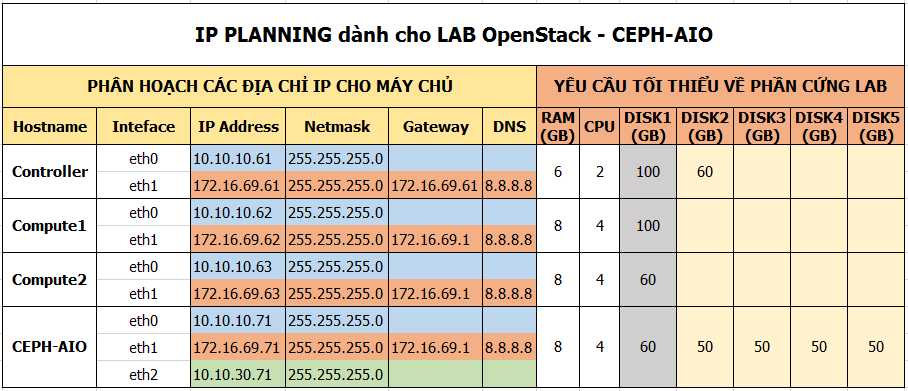 IP PLANNING dành cho LAB OpenStack - CEPH-AIO
PHÂN HOẠCH CÁC ĐỊA CHỈ IP CHO MÁY CHỦ YÊU CẦU TỐI THIỂU VỀ PHẦN CỨNG LAB
Hostname Inteface IP Address Netmask Gateway DNS RAM (GB) CPU DISK1 (GB) DISK2 (GB) DISK3 (GB) DISK4 (GB) DISK5 (GB)
Controller eth0 10.10.10.61 255.255.255.0 6 2 100 60
eth1 172.16.69.61 255.255.255.0 172.16.69.61 8.8.8.8
Compute1 eth0 10.10.10.62 255.255.255.0 8 4 100
eth1 172.16.69.62 255.255.255.0 172.16.69.1 8.8.8.8
Compute2 eth0 10.10.10.63 255.255.255.0 8 4 60
eth1 172.16.69.63 255.255.255.0 172.16.69.1 8.8.8.8
eth0 10.10.10.71 255.255.255.0
CEPH-AIO eth1 172.16.69.71 255.255.255.0 172.16.69.1 8.8.8.8 8 4 60 50 50 50 50
eth2 10.10.30.71 255.255.255.0